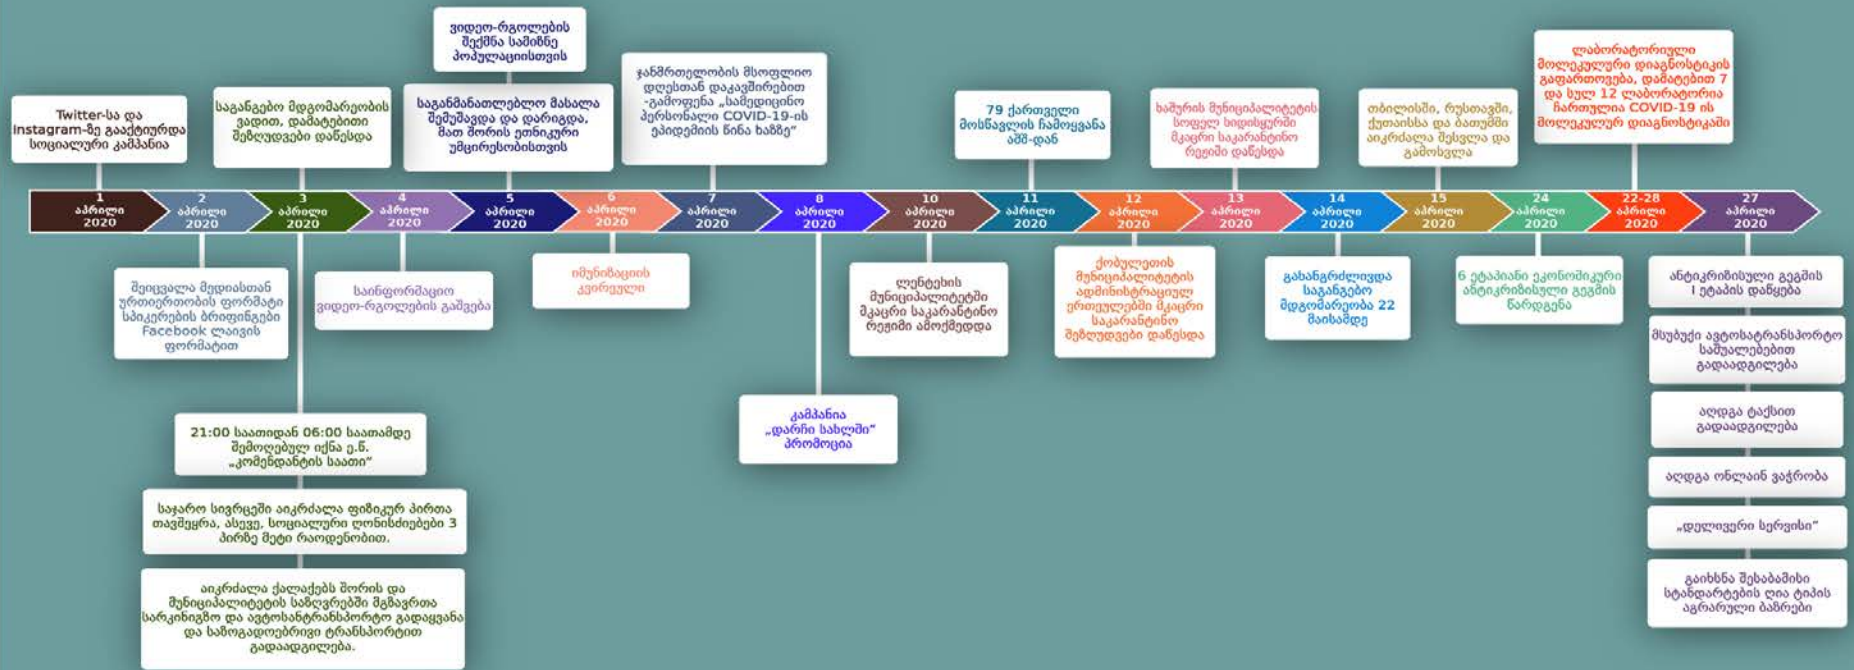 Twitter-სა და
Instagram-ზე გააქტიურდა
სოციალური კამპანია
საგანგებო მდგომარეობის
ვადით, დამატებითი
შეზღუდვები დაწესდა
ვიდეო-რგოლების
შექმნა სამიზნე
პოპულაციისთვის
საგანმანათლებლო მასალა
შემუშავდა და დარიგდა,
მათ შორის ეთნიკური
უმცირესობისთვის
ჯანმრთელობის მსოფლიო
დღესთან დაკავშირებით
-გამოფენა „სამედიცინო
პერსონალი COVID-19-ის
ეპიდემიის წინა ხაზზე“
79 ქართველი
მოსწავლის ჩამოყვანა
აშშ-დან
ხაშურის მუნიციპალიტეტის
სოფელ ხიდისყურში
მკაცრი საკარანტინო
რეჟიმი დაწესდა
თბილისში, რუსთავში,
ქუთაისსა და ბათუმში
აიკრძალა შესვლა და
გამოსვლა
ლაბორატორიული
მოლეკულური დიაგნოსტიკის
გაფართოვება, დამატებით 7
და სულ 12 ლაბორატორია
ჩართულია COVID-19 ის
მოლეკულურ დიაგნოსტიკაში
1
აპრილი
2020
2
აპრილი
2020
3
აპრილი
2020
4
აპრილი
2020
5
აპრილი
2020
6
აპრილი
2020
7
აპრილი
2020
8
აპრილი
2020
10
აპრილი
2020
11
აპრილი
2020
12
აპრილი
2020
13
აპრილი
2020
14
აპრილი
2020
15
აპრილი
2020
24
აპრილი
2020
22-28
აპრილი
2020
27
აპრილი
2020
შეიცვალა მედიასთან
ურთიერთობის ფორმატი
სპიკერების ბრიფინგები
Facebook ლაივის
ფორმატით
21:00 საათიდან 06:00 საათამდე
შემოღებულ იქნა ე.წ.
„კომენდანტის საათი“
საჯარო სივრცეში აიკრძალა ფიზიკურ პირთა
თავშეყრა, ასევე, სოციალური ღონისძიებები 3
პირზე მეტი რაოდენობით.
აიკრძალა ქალაქებს შორის და
მუნიციპალიტეტის საზღვრებში მგზავრთა
სარკინიგზო და ავტოსანტრანსპორტო გადაყვანა
და საზოგადოებრივი ტრანსპორტით
გადაადგილება.
საინფორმაციო
ვიდეო-რგოლების გაშვება
იმუნიზაციის
კვირეული
კამპანია
„დარჩი სახლში“
პრომოცია
ლენტეხის
მუნიციპალიტეტში
მკაცრი საკარანტინო
რეჟიმი ამოქმედდა
ქობულეთის
მუნიციპალიტეტის
ადმინისტრაციულ
ერთეულებში მკაცრი
საკარანტინო
შეზღუდვები დაწესდა
გახანგრძლივდა
საგანგებო
მდგომარეობა 22
მაისამდე
6 ეტაპიანი ეკონომიკური
ანტიკრიზისული გეგმის
წარდგენა
ანტიკრიზისული გეგმის
I ეტაპის დაწყება
მსუბუქი ავტოსატრანსპორტო
საშუალებებით
გადაადგილება
აღდგა ტაქსით
გადაადგილება
აღდგა ონლაინ ვაჭრობა
„დელივერი სერვისი“
გაიხსნა შესაბამისი
სტანდარტების ღია ტიპის
აგრარული ბაზრები